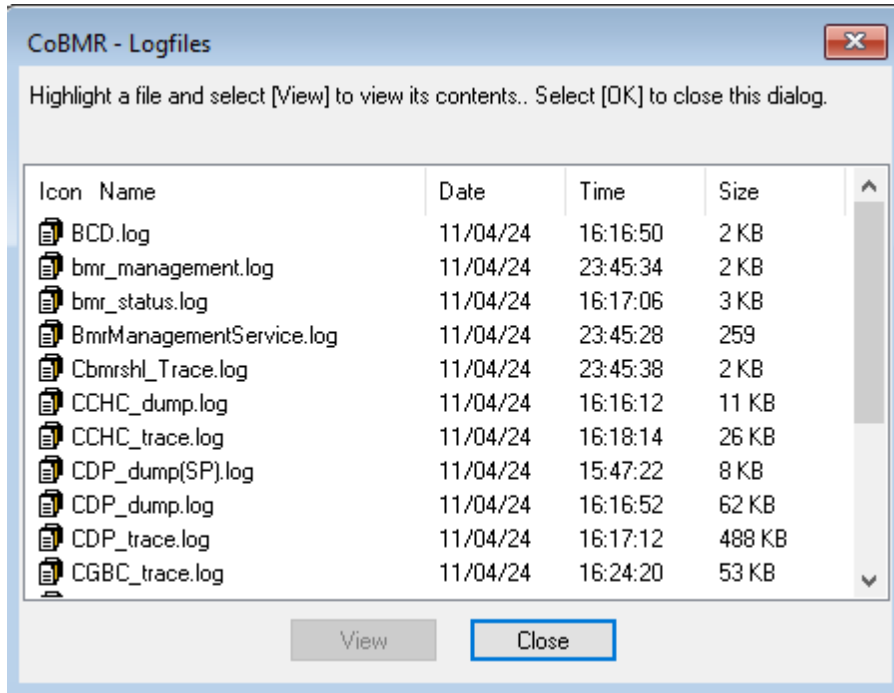 CoBMR - Logfiles
Highlight a file and select [View] to view its contents.. Select [OK] to close this dialog.
Icon Name Date Time Size
BCD.log 11/04/24 16:16:50 2 KB
bmr_management.log 11/04/24 23:45:34 2 KB
bmr_status.log 11/04/24 16:17:06 3 KB
BmrManagementService.log 11/04/24 23:45:28 259
Cbmrshl_Trace.log 11/04/24 23:45:38 2 KB
CCHC_dump.log 11/04/24 16:16:12 11 KB
CCHC_trace.log 11/04/24 16:18:14 26 KB
CDP_dump(SP).log 11/04/24 15:47:22 8 KB
CDP_dump.log 11/04/24 16:16:52 62 KB
CDP_trace.log 11/04/24 16:17:12 488 KB
CGBC_trace.log 11/04/24 16:24:20 53 KB
View Close